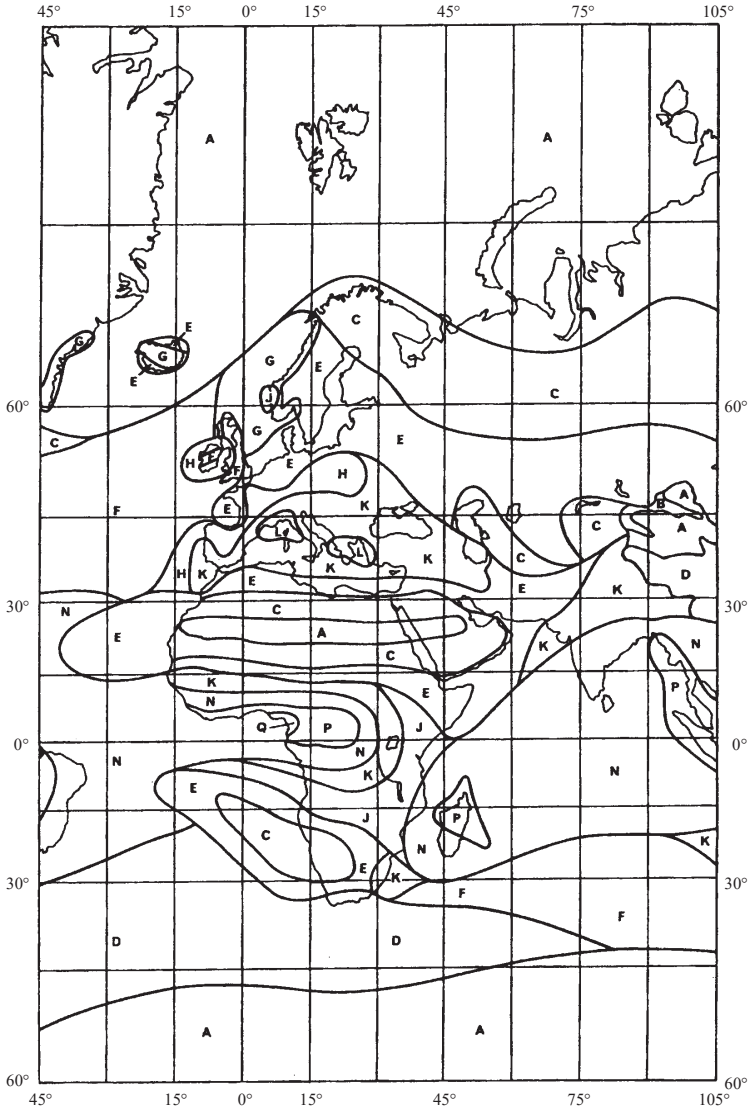 45° 15° 0° 15° 45° 75° 105°
A A
E
G G C
E
G E
C
J
60° 60°
C
G E
H E F E H
B A
F E K C A
L L
C D
H K E K K E K
30° 30°
N
C
E A N
C K
K E P
N
Q P J
0° N 0°
N N
K
E
J P
C K
N
E
K
30° F 30°
F
D D
A A
60° 60°
45° 15° 0° 15° 45° 75° 105°